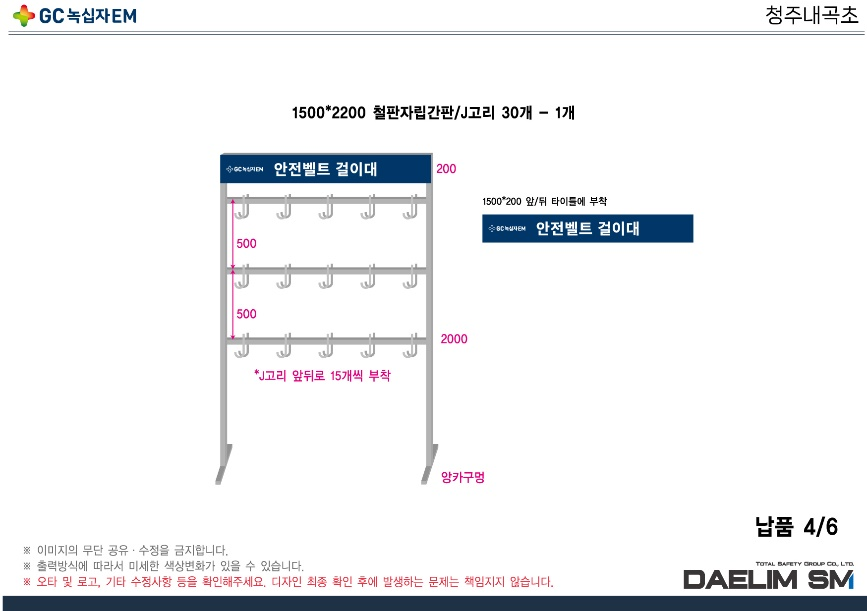 GC녹십자EM
청주내곡초
1500*2200 철판자립간판/J고리 30개 - 1개
GC녹십자EM 안전벨트 걸이대
200
1500*200 앞/뒤 타이틀에 부착
GC녹십자EM 안전벨트 걸이대
500
500
2000
*J고리 앞뒤로 15개씩 부착
앙카구멍
납품 4/6
※ 이미지의 무단 공유 · 수정을 금지합니다.
※ 출력방식에 따라서 미세한 색상변화가 있을 수 있습니다.
※ 오타 및 로고, 기타 수정사항 등을 확인해주세요. 디자인 최종 확인 후에 발생하는 문제는 책임지지 않습니다.
TOTAL SAFETY GROUP CO., LTD.
DAELIM SM